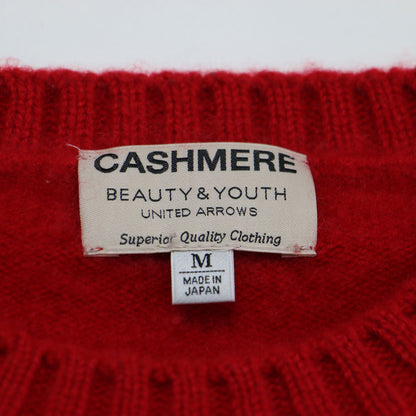 CASHMERE
BEAUTY & YOUTH
UNITED ARROWS
Superior Quality Clothing
M
MADE IN
JAPAN